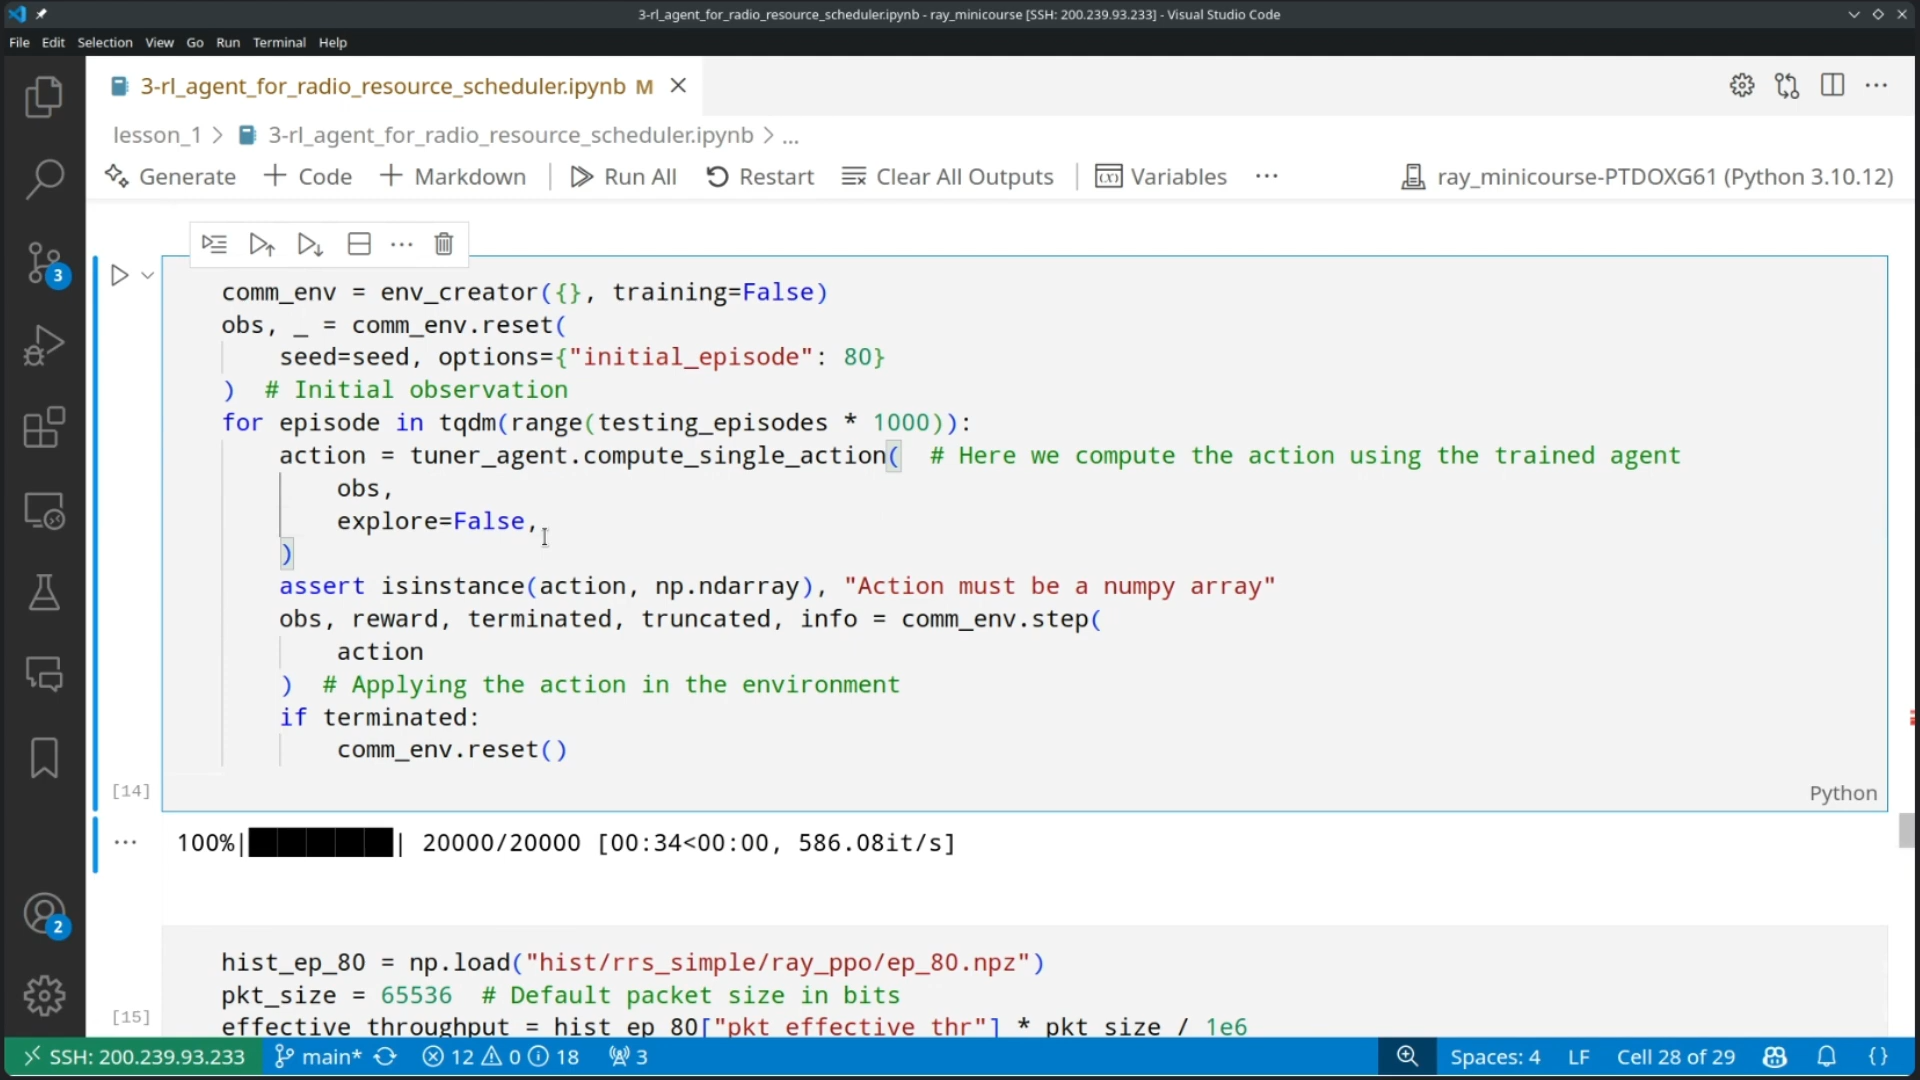 3-rl_agent_for_radio_resource_scheduler.ipynb - ray_minicourse [SSH: 200.239.93.233] - Visual Studio Code
File Edit Selection View Go Run Terminal Help
3-rl_agent_for_radio_resource_scheduler.ipynb M
lesson_1 > 3-rl_agent_for_radio_resource_scheduler.ipynb > ...
Generate + Code + Markdown Run All Restart Clear All Outputs Variables ... ray_minicourse-PTDOXG61 (Python 3.10.12)
comm_env = env_creator({}, training=False)
obs, _ = comm_env.reset(
seed=seed, options={"initial_episode": 80}
) # Initial observation
for episode in tqdm(range(testing_episodes * 1000)):
action = tuner_agent.compute_single_action( # Here we compute the action using the trained agent
obs,
explore=False,
)
assert isinstance(action, np.ndarray), "Action must be a numpy array"
obs, reward, terminated, truncated, info = comm_env.step(
action
) # Applying the action in the environment
if terminated:
comm_env.reset()
[14]
Python
100%|██████████| 20000/20000 [00:34<00:00, 586.08it/s]
hist_ep_80 = np.load("hist/rrs_simple/ray_ppo/ep_80.npz")
pkt_size = 65536 # Default packet size in bits
[15]
effective_throughput = hist_ep_80["pkt_effective_thr"] * pkt_size / 1e6
3
2
SSH: 200.239.93.233 main* 12 0 18 3 Spaces: 4 LF Cell 28 of 29 {}